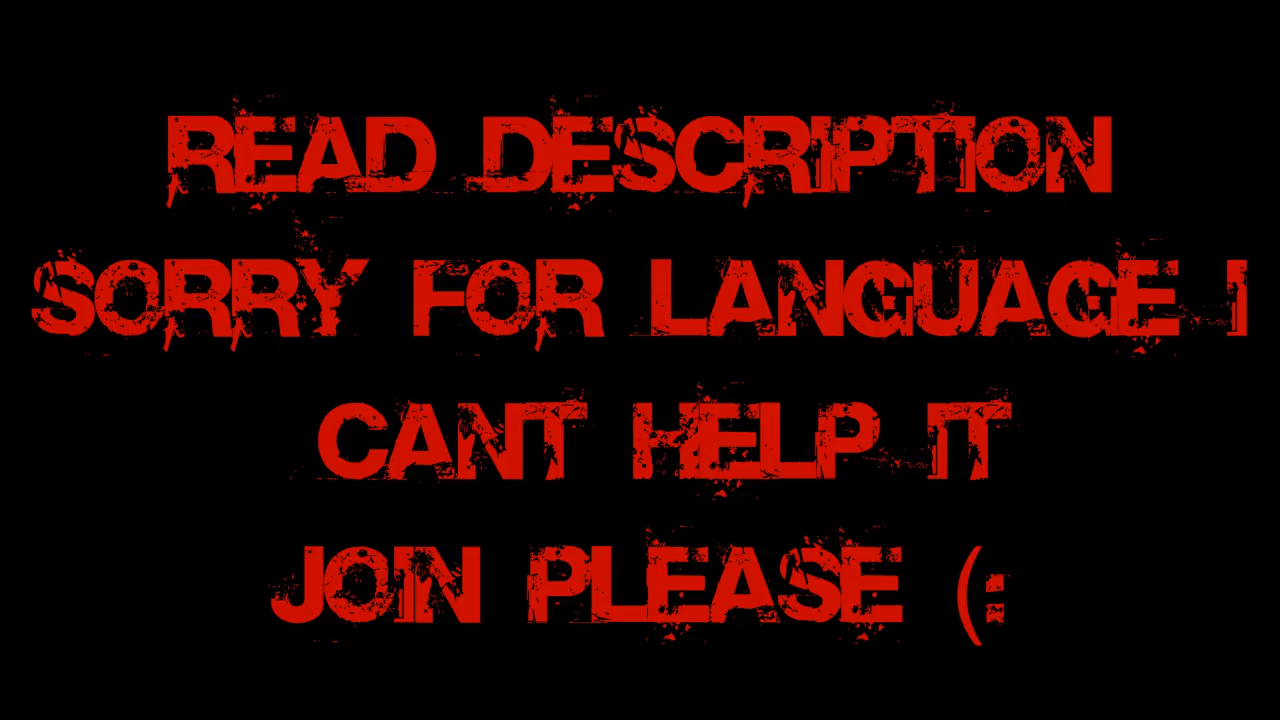 READ DESCRIPTION
SORRY FOR LANGUAGE I
CANT HELP IT
JOIN PLEASE (: